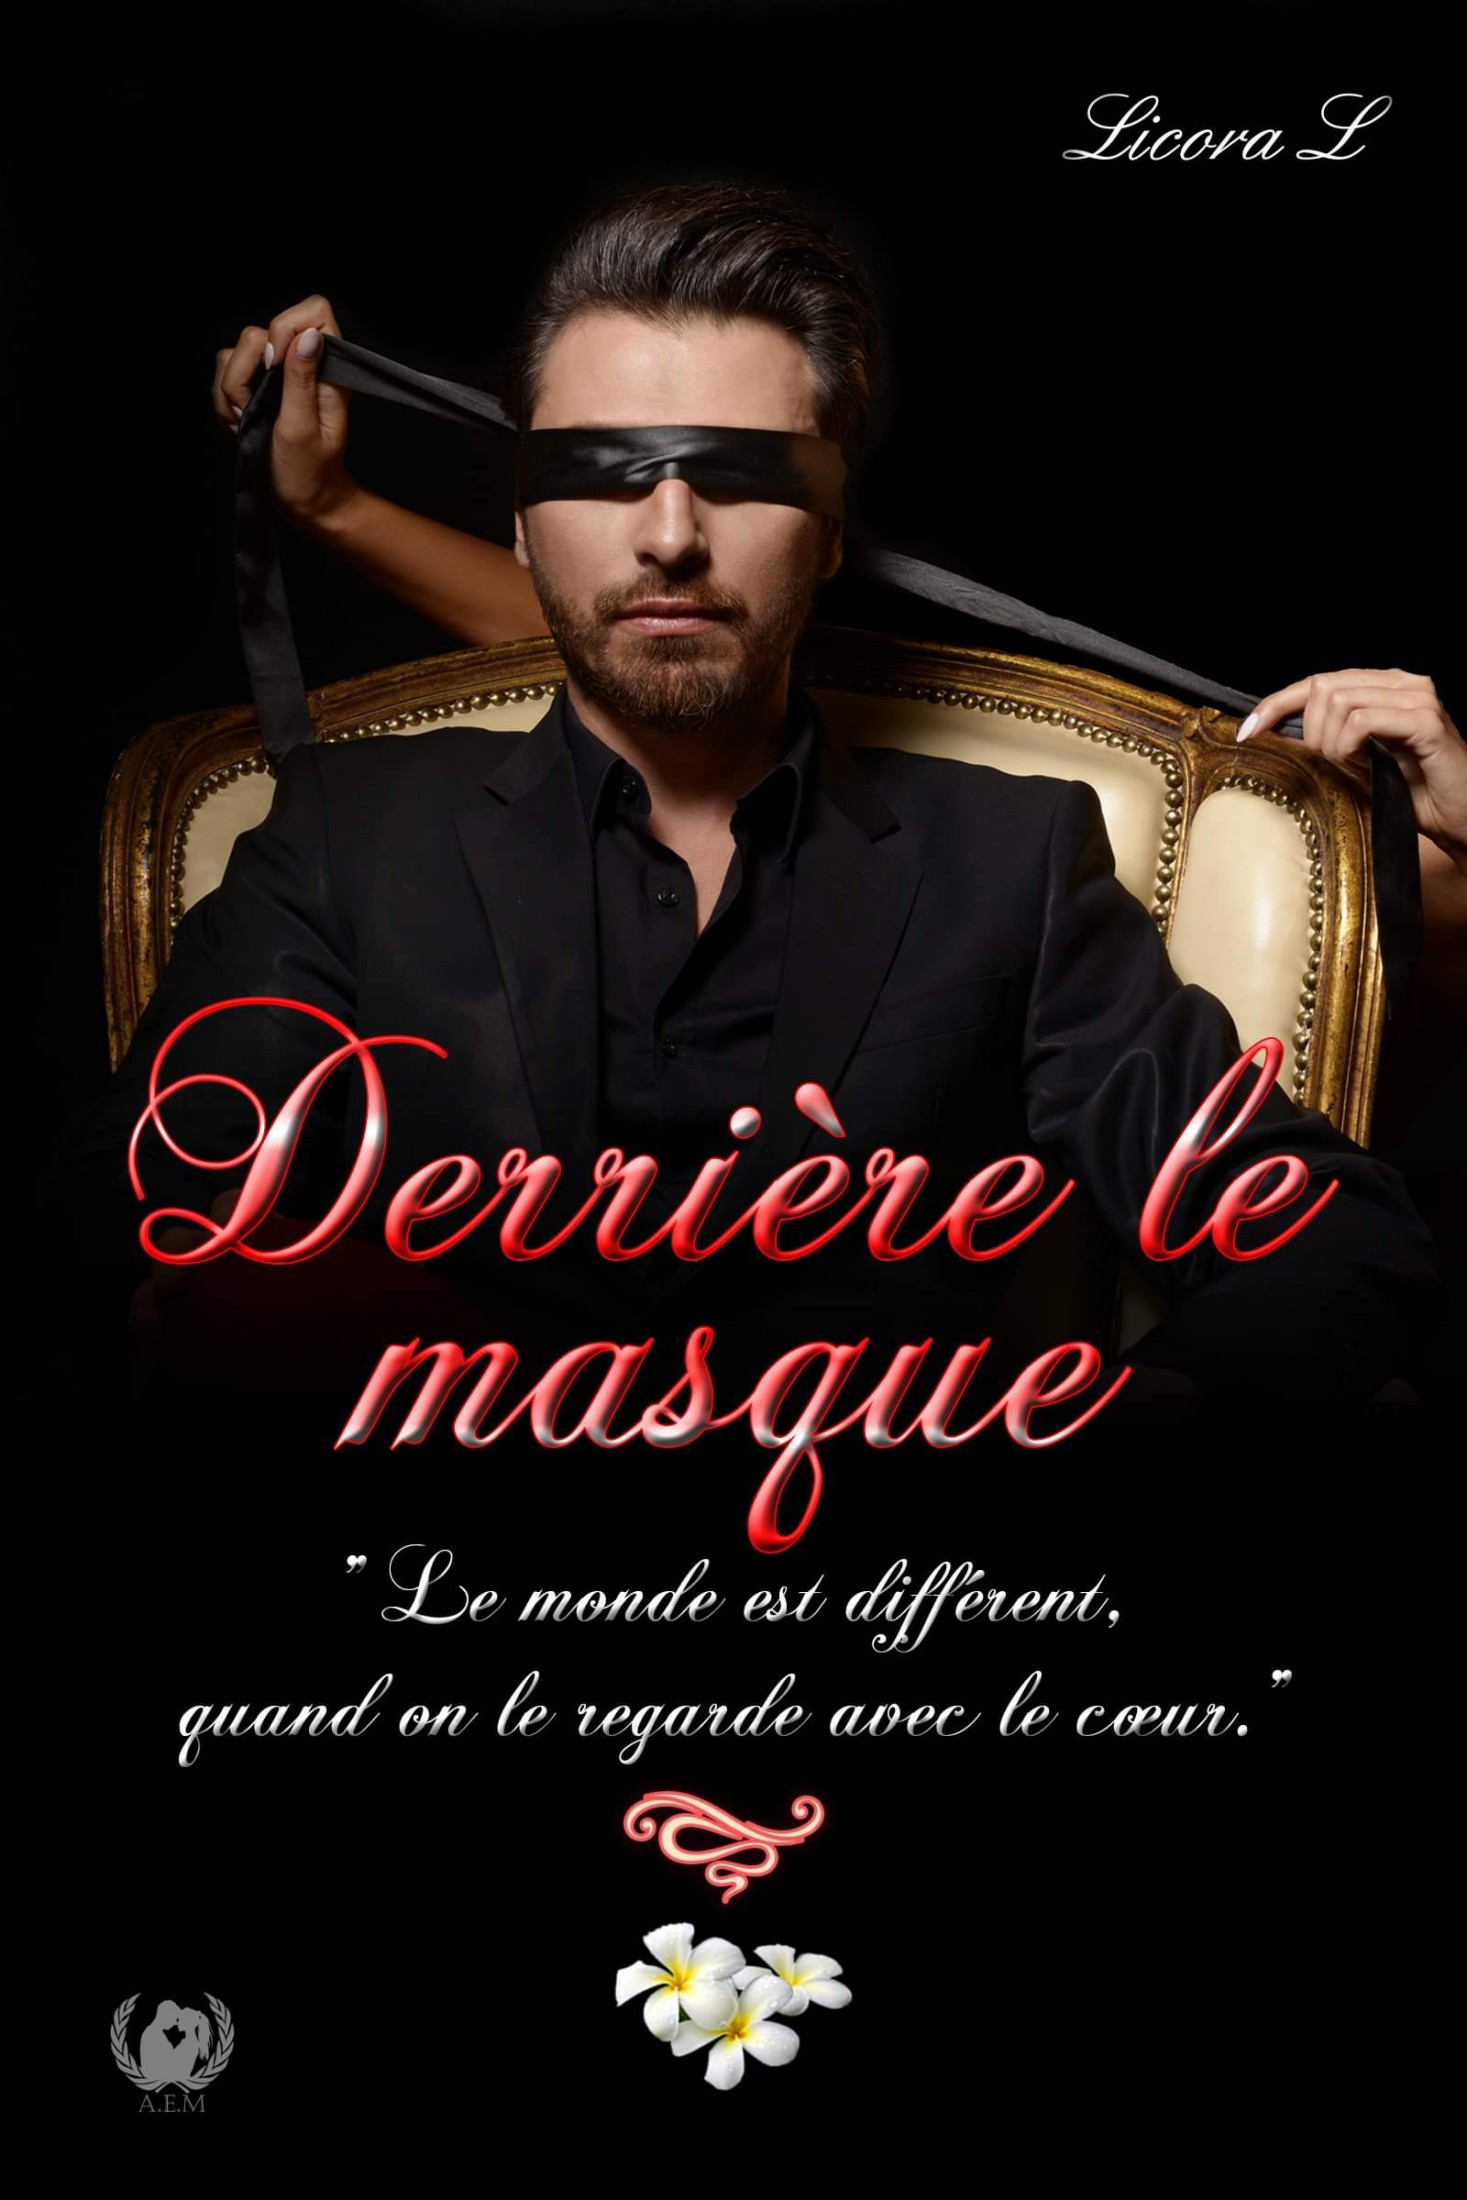 Licora L
Derrière le
masque
" Le monde est différent,
quand on le regarde avec le cœur."
A.E.M